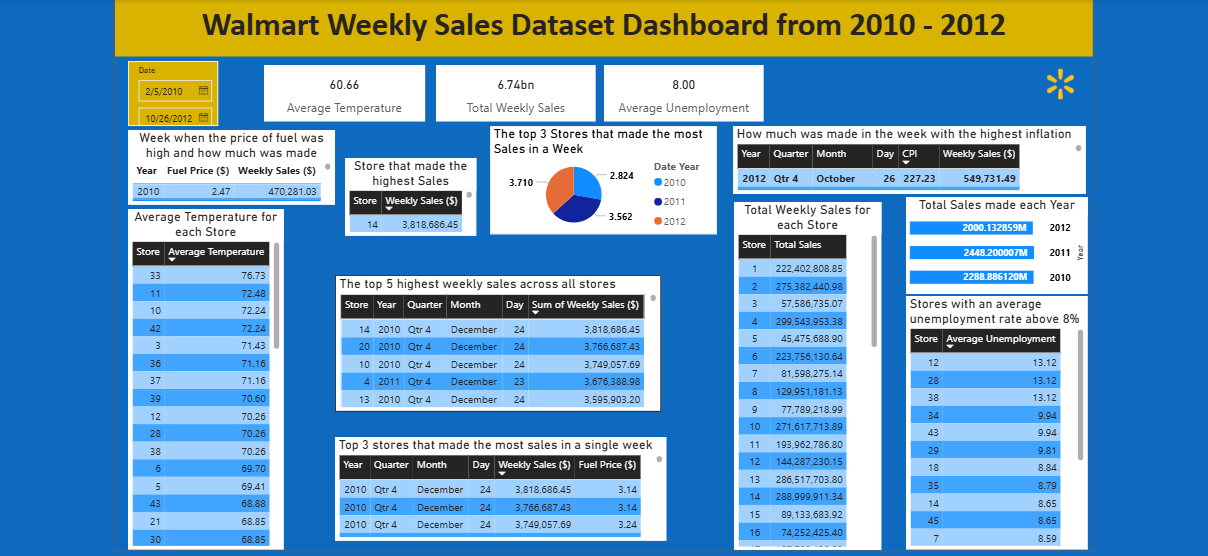 Walmart Weekly Sales Dataset Dashboard from 2010 - 2012
Date
2/5/2010
10/26/2012
60.66
Average Temperature
6.74bn
Total Weekly Sales
8.00
Average Unemployment
Week when the price of fuel was
high and how much was made
Year Fuel Price ($) Weekly Sales ($)
2010 2.47 470,281.03
Store that made the
highest Sales
Store Weekly Sales ($)
14 3,818,686.45
The top 3 Stores that made the most
Sales in a Week
3.710
2.824
3.562
Date Year
2010
2011
2012
How much was made in the week with the highest inflation
Year Quarter Month Day CPI Weekly Sales ($)
2012 Qtr 4 October 26 227.23 549,731.49
Average Temperature for
each Store
Store Average Temperature
33 76.73
11 72.48
10 72.24
42 72.24
3 71.43
36 71.16
37 71.16
39 70.60
12 70.26
28 70.26
38 70.26
6 69.70
5 69.41
43 68.88
21 68.85
30 68.85
The top 5 highest weekly sales across all stores
Store Year Quarter Month Day Sum of Weekly Sales ($)
14 2010 Qtr 4 December 24 3,818,686.45
20 2010 Qtr 4 December 24 3,766,687.43
10 2010 Qtr 4 December 24 3,749,057.69
4 2011 Qtr 4 December 23 3,676,388.98
13 2010 Qtr 4 December 24 3,595,903.20
Top 3 stores that made the most sales in a single week
Year Quarter Month Day Weekly Sales ($) Fuel Price ($)
2010 Qtr 4 December 24 3,818,686.45 3.14
2010 Qtr 4 December 24 3,766,687.43 3.14
2010 Qtr 4 December 24 3,749,057.69 3.24
Total Weekly Sales for
each Store
Store Total Sales
1 222,402,808.85
2 275,382,440.98
3 57,586,735.07
4 299,543,953.38
5 45,475,688.90
6 223,756,130.64
7 81,598,275.14
8 129,951,181.13
9 77,789,218.99
10 271,617,713.89
11 193,962,786.80
12 144,287,230.15
13 286,517,703.80
14 288,999,911.34
15 89,133,683.92
16 74,252,425.40
Total Sales made each Year
2000.132859M 2012
2448.200007M 2011
2288.886120M 2010
Year
Stores with an average
unemployment rate above 8%
Store Average Unemployment
12 13.12
28 13.12
38 13.12
34 9.94
43 9.94
29 9.81
18 8.84
35 8.79
14 8.65
45 8.65
7 8.59